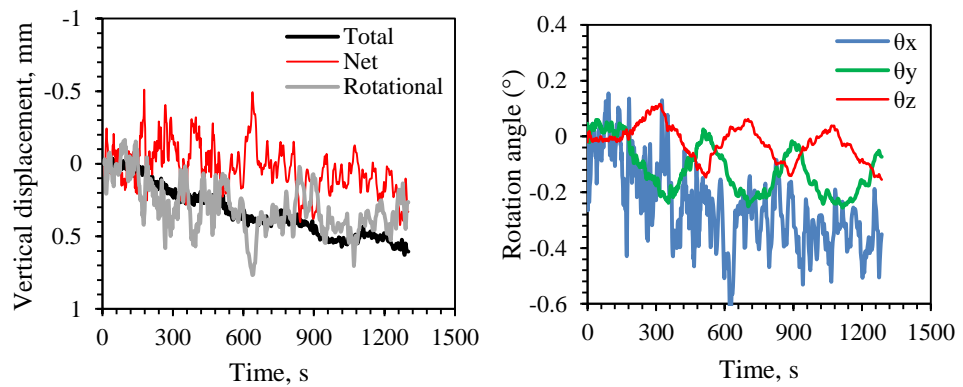 Vertical displacement, mm
-1
-0.5
0
0.5
1
Total
Net
Rotational
0 300 600 900 1200 1500
Time, s
Rotation angle (°)
0.4
0.2
0
-0.2
-0.4
-0.6
θx
θy
θz
0 300 600 900 1200 1500
Time, s